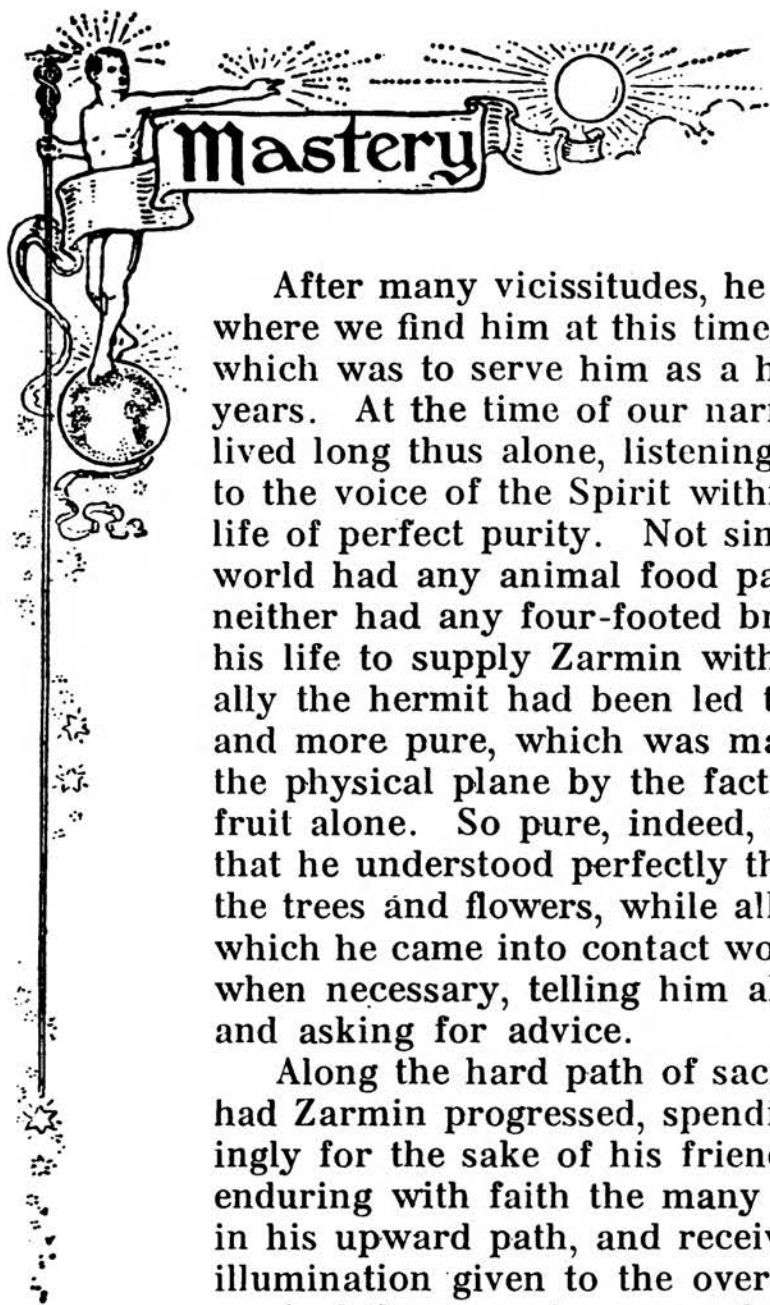 Mastery
After many vicissitudes, he
where we find him at this time
which was to serve him as a h
years. At the time of our narr
lived long thus alone, listening
to the voice of the Spirit withi
life of perfect purity. Not sin
world had any animal food pa
neither had any four-footed br
his life to supply Zarmin with
ally the hermit had been led t
and more pure, which was ma
the physical plane by the fact
fruit alone. So pure, indeed,
that he understood perfectly th
the trees and flowers, while all
which he came into contact wo
when necessary, telling him a
and asking for advice.
Along the hard path of sac
had Zarmin progressed, spendi
ingly for the sake of his friend
enduring with faith the many
in his upward path, and receiv
illumination given to the over